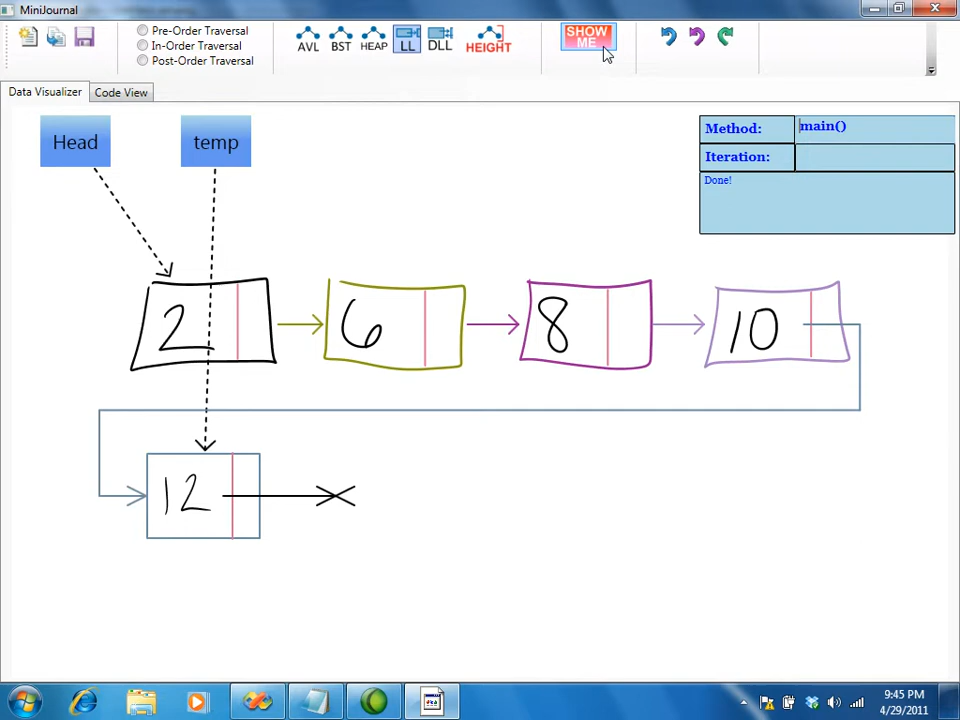 MiniJournal
Pre-Order Traversal
In-Order Traversal
Post-Order Traversal
AVL BST HEAP LL DLL HEIGHT
SHOW
ME
Data Visualizer Code View
Head temp
Method: main()
Iteration:
Done!
2 6 8 10
12
9:45 PM
4/29/2011